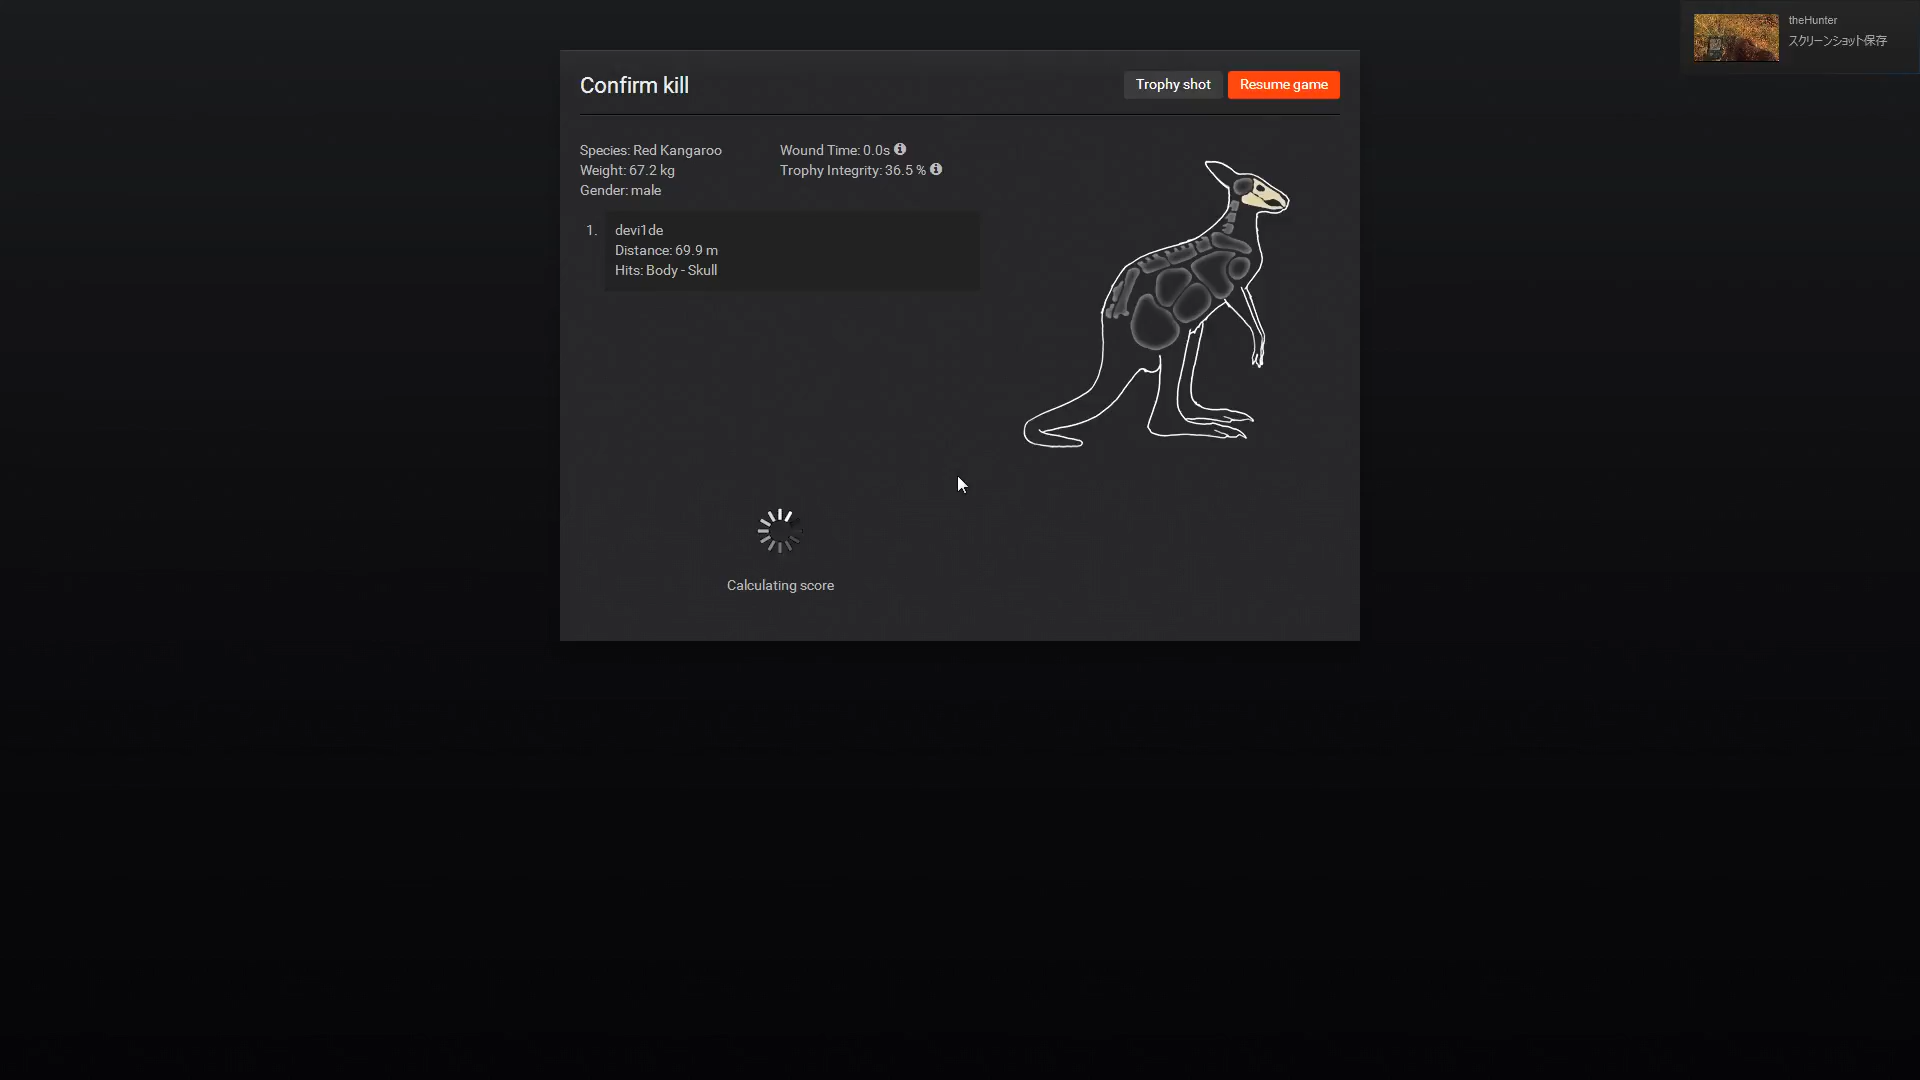 theHunter
スクリーンショット保存
Confirm kill
Trophy shot
Resume game
Species: Red Kangaroo
Weight: 67.2 kg
Gender: male
Wound Time: 0.0s
Trophy Integrity: 36.5 %
1.
devi1de
Distance: 69.9 m
Hits: Body - Skull
Calculating score